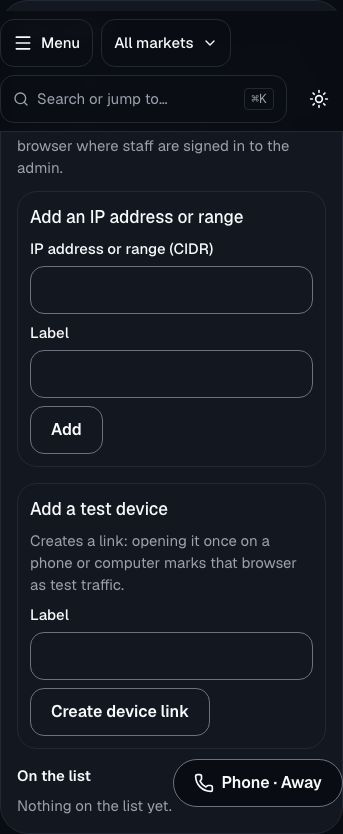 Menu
All markets
Search or jump to...
⌘K
browser where staff are signed in to the
admin.
Add an IP address or range
IP address or range (CIDR)
Label
Add
Add a test device
Creates a link: opening it once on a
phone or computer marks that browser
as test traffic.
Label
Create device link
On the list
Phone · Away
Nothing on the list yet.